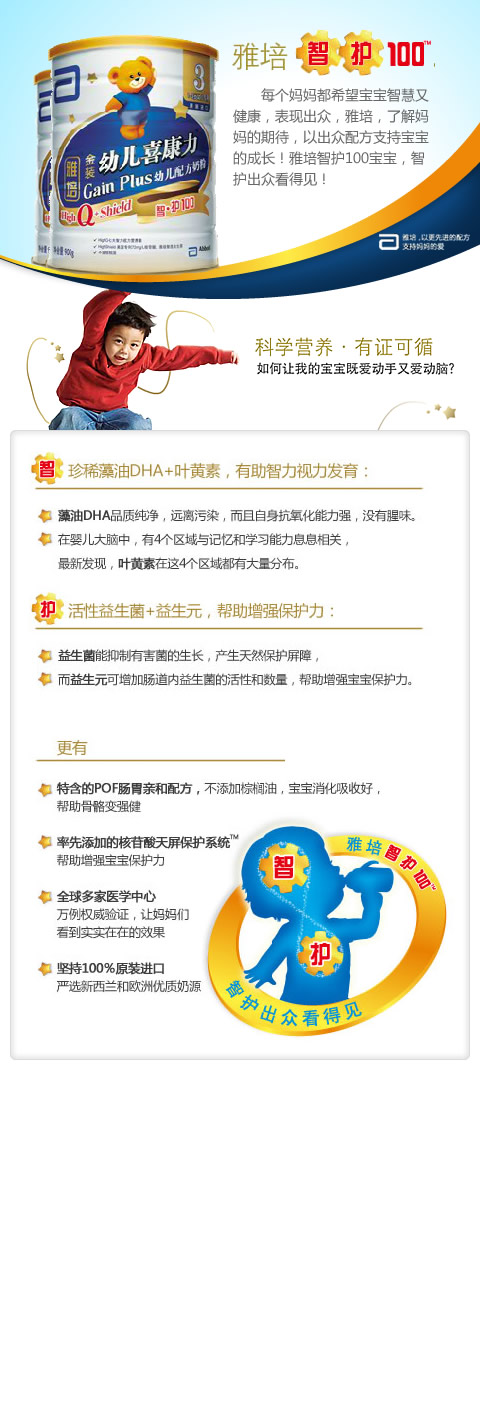 雅培 智护100™
每个妈妈都希望宝宝智慧又
健康，表现出众，雅培，了解妈
妈的期待，以出众配方支持宝宝
的成长！雅培智护100宝宝，智
护出众看得见！
3
雅培
金装
幼儿喜康力
Gain Plus 幼儿配方奶粉
High Q+Shield
智·护100
Abbott
900g
雅培，以更先进的配方
支持妈妈的爱
科学营养·有证可循
如何让我的宝宝既爱动手又爱动脑?
智 珍稀藻油DHA+叶黄素，有助智力视力发育：
藻油DHA品质纯净，远离污染，而且自身抗氧化能力强，没有腥味。
在婴儿大脑中，有4个区域与记忆和学习能力息息相关，
最新发现，叶黄素在这4个区域都有大量分布。
护 活性益生菌+益生元，帮助增强保护力：
益生菌能抑制有害菌的生长，产生天然保护屏障，
而益生元可增加肠道内益生菌的活性和数量，帮助增强宝宝保护力。
更有
特含的POF肠胃亲和配方，不添加棕榈油，宝宝消化吸收好，
帮助骨骼变强健
率先添加的核苷酸天屏保护系统™
帮助增强宝宝保护力
全球多家医学中心
万例权威验证，让妈妈们
看到实实在在的效果
坚持100%原装进口
严选新西兰和欧洲优质奶源
雅培智护100™
智
护
智护出众看得见